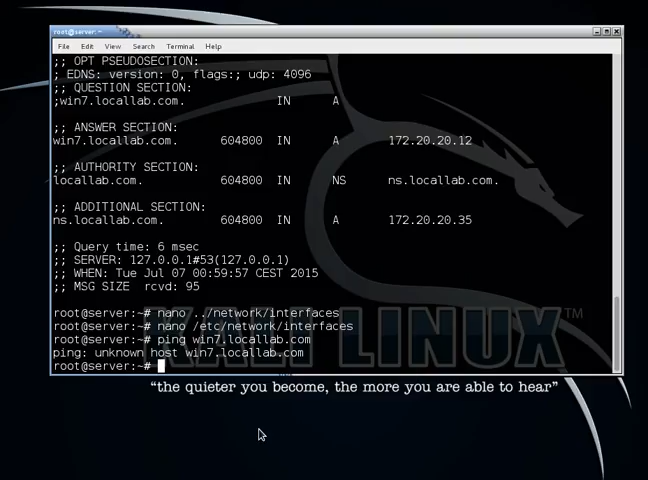 root@server: ~
File Edit View Search Terminal Help
;; OPT PSEUDOSECTION:
; EDNS: version: 0, flags:; udp: 4096
;; QUESTION SECTION:
;win7.locallab.com. IN A
;; ANSWER SECTION:
win7.locallab.com. 604800 IN A 172.20.20.12
;; AUTHORITY SECTION:
locallab.com. 604800 IN NS ns.locallab.com.
;; ADDITIONAL SECTION:
ns.locallab.com. 604800 IN A 172.20.20.35
;; Query time: 6 msec
;; SERVER: 127.0.0.1#53(127.0.0.1)
;; WHEN: Tue Jul 07 00:59:57 CEST 2015
;; MSG SIZE rcvd: 95
root@server:~# nano ../network/interfaces
root@server:~# nano /etc/network/interfaces
root@server:~# ping win7.locallab.com
ping: unknown host win7.locallab.com
root@server:~#
KALI LINUX™
“the quieter you become, the more you are able to hear”